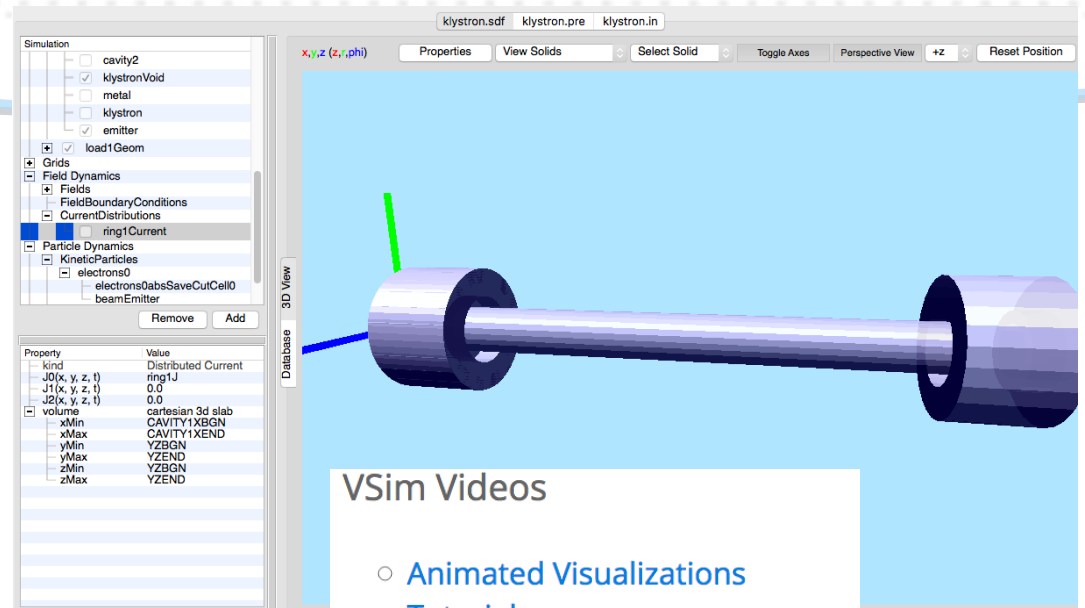 klystron.sdf klystron.pre klystron.in
Simulation
cavity2
klystronVoid
metal
klystron
emitter
load1Geom
Grids
Field Dynamics
Fields
FieldBoundaryConditions
CurrentDistributions
ring1Current
Particle Dynamics
KineticParticles
electrons0
electrons0absSaveCutCell0
beamEmitter
Remove Add
Property Value
kind Distributed Current
J0(x, y, z, t) ring1J
J1(x, y, z, t) 0.0
J2(x, y, z, t) 0.0
volume cartesian 3d slab
xMin CAVITY1XBGN
xMax CAVITY1XEND
yMin YZBGN
yMax YZEND
zMin YZBGN
zMax YZEND
3D View
Database
x,y,z (z,r,phi) Properties View Solids Select Solid Toggle Axes Perspective View +z Reset Position
VSim Videos
Animated Visualizations